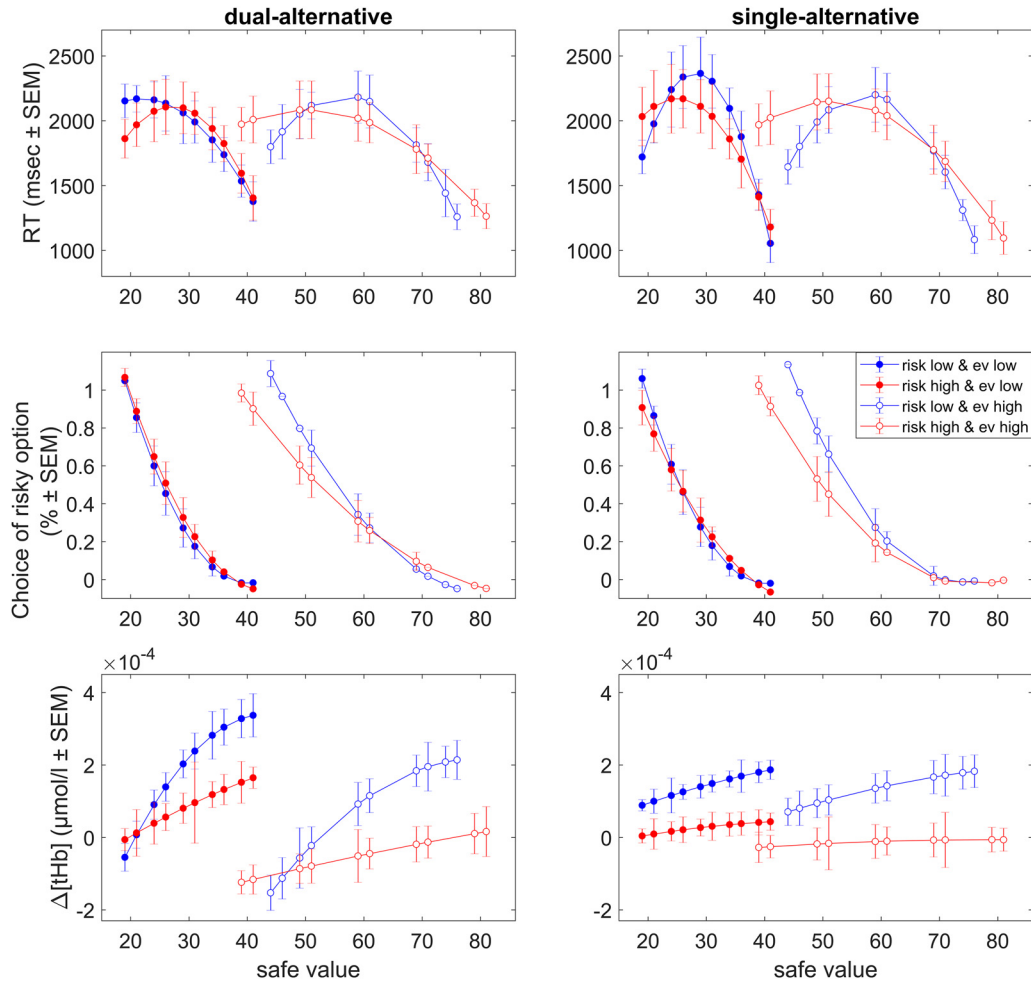 dual-alternative
single-alternative
RT (msec ± SEM)
2500
2000
1500
1000
20 30 40 50 60 70 80
2500
2000
1500
1000
20 30 40 50 60 70 80
Choice of risky option
(% ± SEM)
1
0.8
0.6
0.4
0.2
0
20 30 40 50 60 70 80
1
0.8
0.6
0.4
0.2
0
20 30 40 50 60 70 80
risk low & ev low
risk high & ev low
risk low & ev high
risk high & ev high
Δ[tHb] (μmol/l ± SEM)
×10⁻⁴
4
2
0
-2
20 30 40 50 60 70 80
safe value
×10⁻⁴
4
2
0
-2
20 30 40 50 60 70 80
safe value